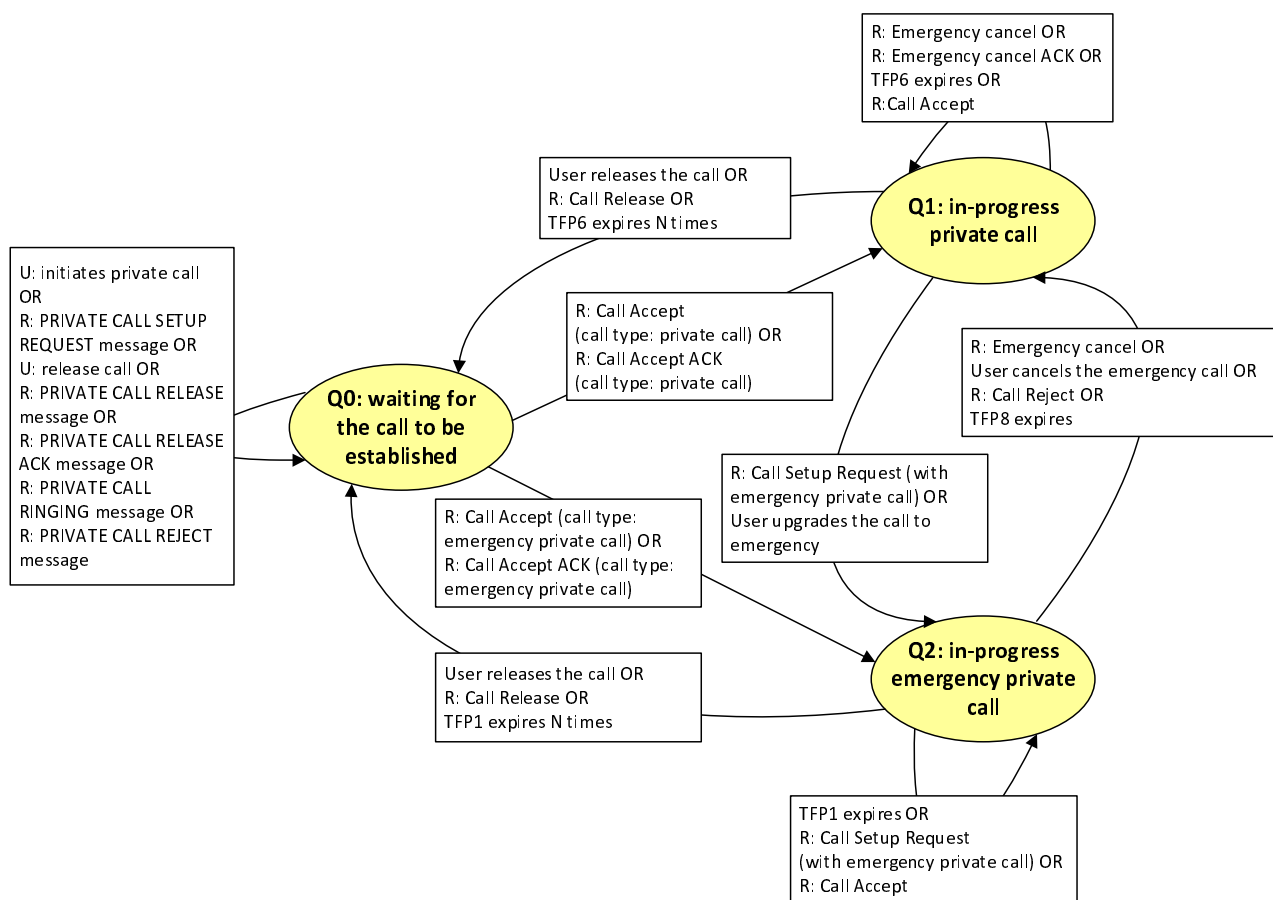 R: Emergency cancel OR
R: Emergency cancel ACK OR
TFP6 expires OR
R:Call Accept
User releases the call OR
R: Call Release OR
TFP6 expires N times
Q1: in-progress
private call
U: initiates private call
OR
R: PRIVATE CALL SETUP
REQUEST message OR
U: release call OR
R: PRIVATE CALL RELEASE
message OR
R: PRIVATE CALL RELEASE
ACK message OR
R: PRIVATE CALL
RINGING message OR
R: PRIVATE CALL REJECT
message
R: Call Accept
(call type: private call) OR
R: Call Accept ACK
(call type: private call)
R: Emergency cancel OR
User cancels the emergency call OR
R: Call Reject OR
TFP8 expires
Q0: waiting for
the call to be
established
R: Call Setup Request (with
emergency private call) OR
User upgrades the call to
emergency
R: Call Accept (call type:
emergency private call) OR
R: Call Accept ACK (call type:
emergency private call)
Q2: in-progress
emergency private
call
User releases the call OR
R: Call Release OR
TFP1 expires N times
TFP1 expires OR
R: Call Setup Request
(with emergency private call) OR
R: Call Accept